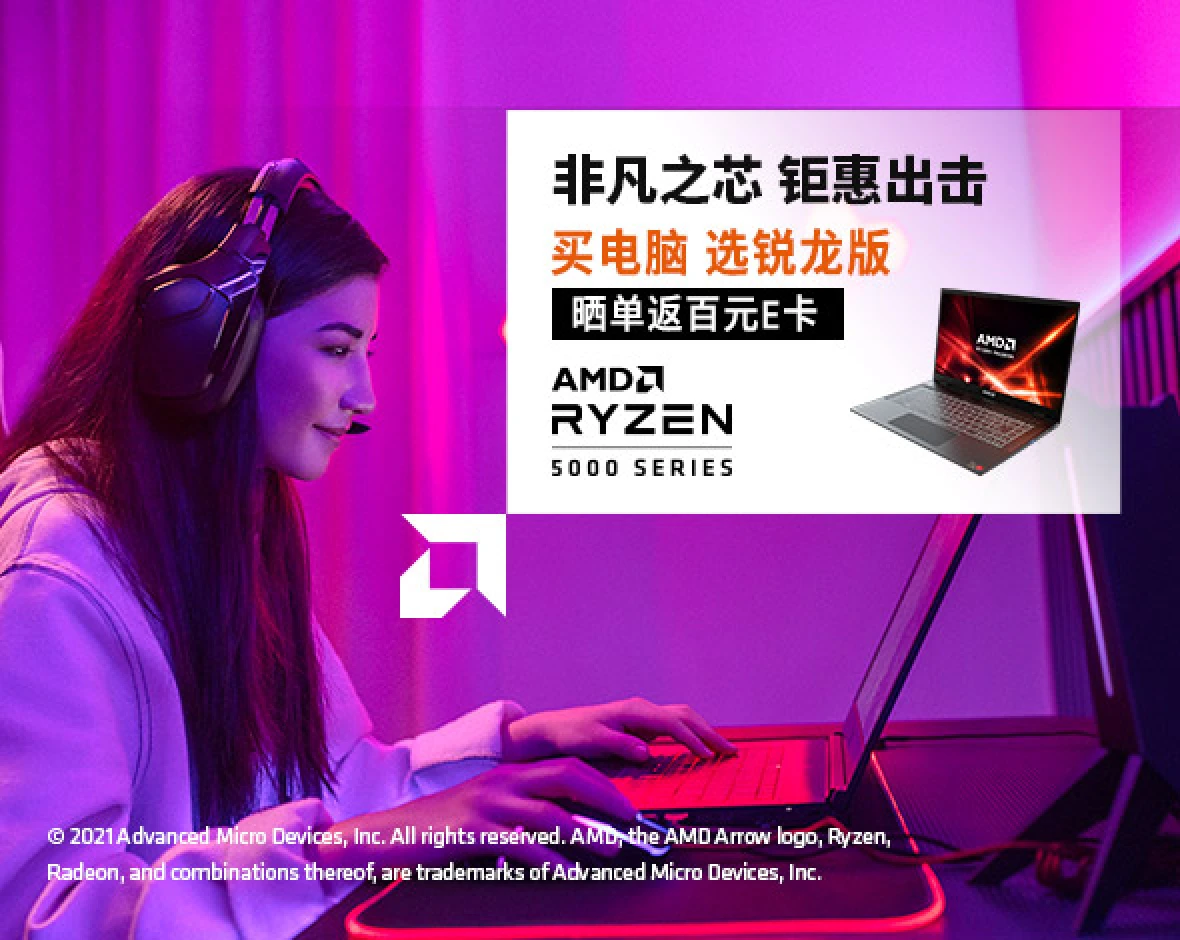 非凡之芯 钜惠出击
买电脑 选锐龙版
晒单返百元E卡
AMD
RYZEN
5000 SERIES
AMD
© 2021 Advanced Micro Devices, Inc. All rights reserved. AMD, the AMD Arrow logo, Ryzen,
Radeon, and combinations thereof, are trademarks of Advanced Micro Devices, Inc.